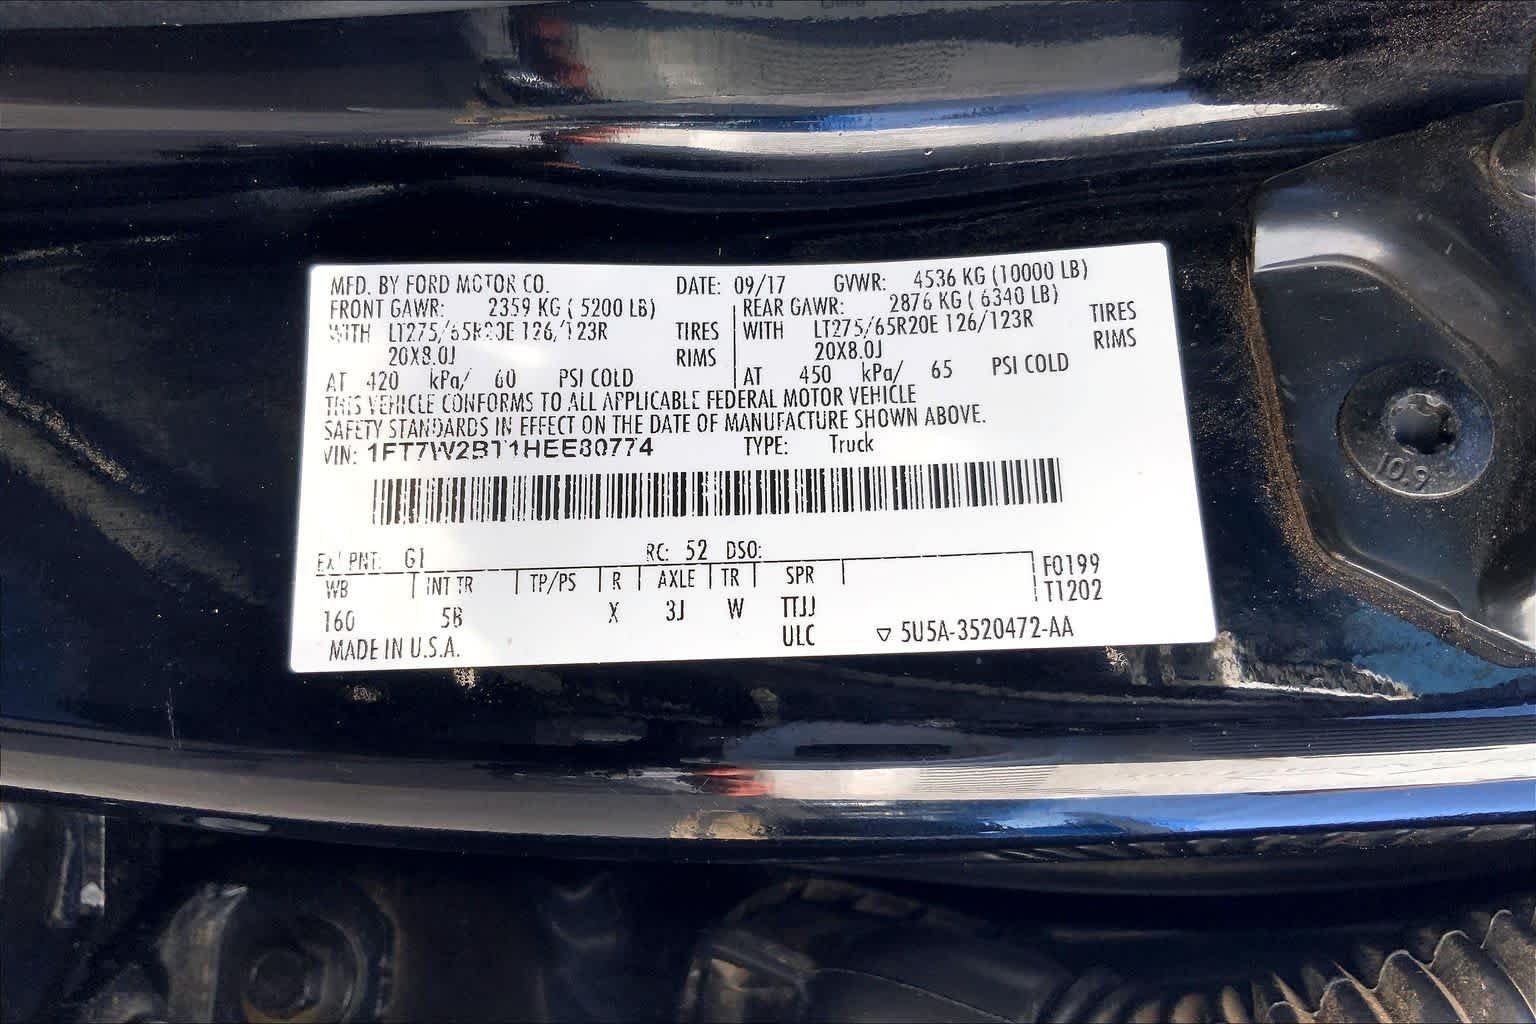 MFD. BY FORD MOTOR CO. DATE: 09/17 GVWR: 4536 KG (10000 LB)
FRONT GAWR: 2359 KG ( 5200 LB) REAR GAWR: 2876 KG ( 6340 LB)
WITH LT275/65R20E 126/123R TIRES WITH LT275/65R20E 126/123R TIRES
20X8.0J RIMS 20X8.0J RIMS
AT 420 kPa/ 60 PSI COLD AT 450 kPa/ 65 PSI COLD
THIS VEHICLE CONFORMS TO ALL APPLICABLE FEDERAL MOTOR VEHICLE
SAFETY STANDARDS IN EFFECT ON THE DATE OF MANUFACTURE SHOWN ABOVE.
VIN: 1FT7W2BT1HEE80774 TYPE: Truck
EXT PNT: G1 RC: 52 DSO:
WB INT TR TP/PS R AXLE TR SPR F0199
T1202
160 5B X 3J W TTJJ
MADE IN U.S.A. ULC 5U5A-3520472-AA
10.9